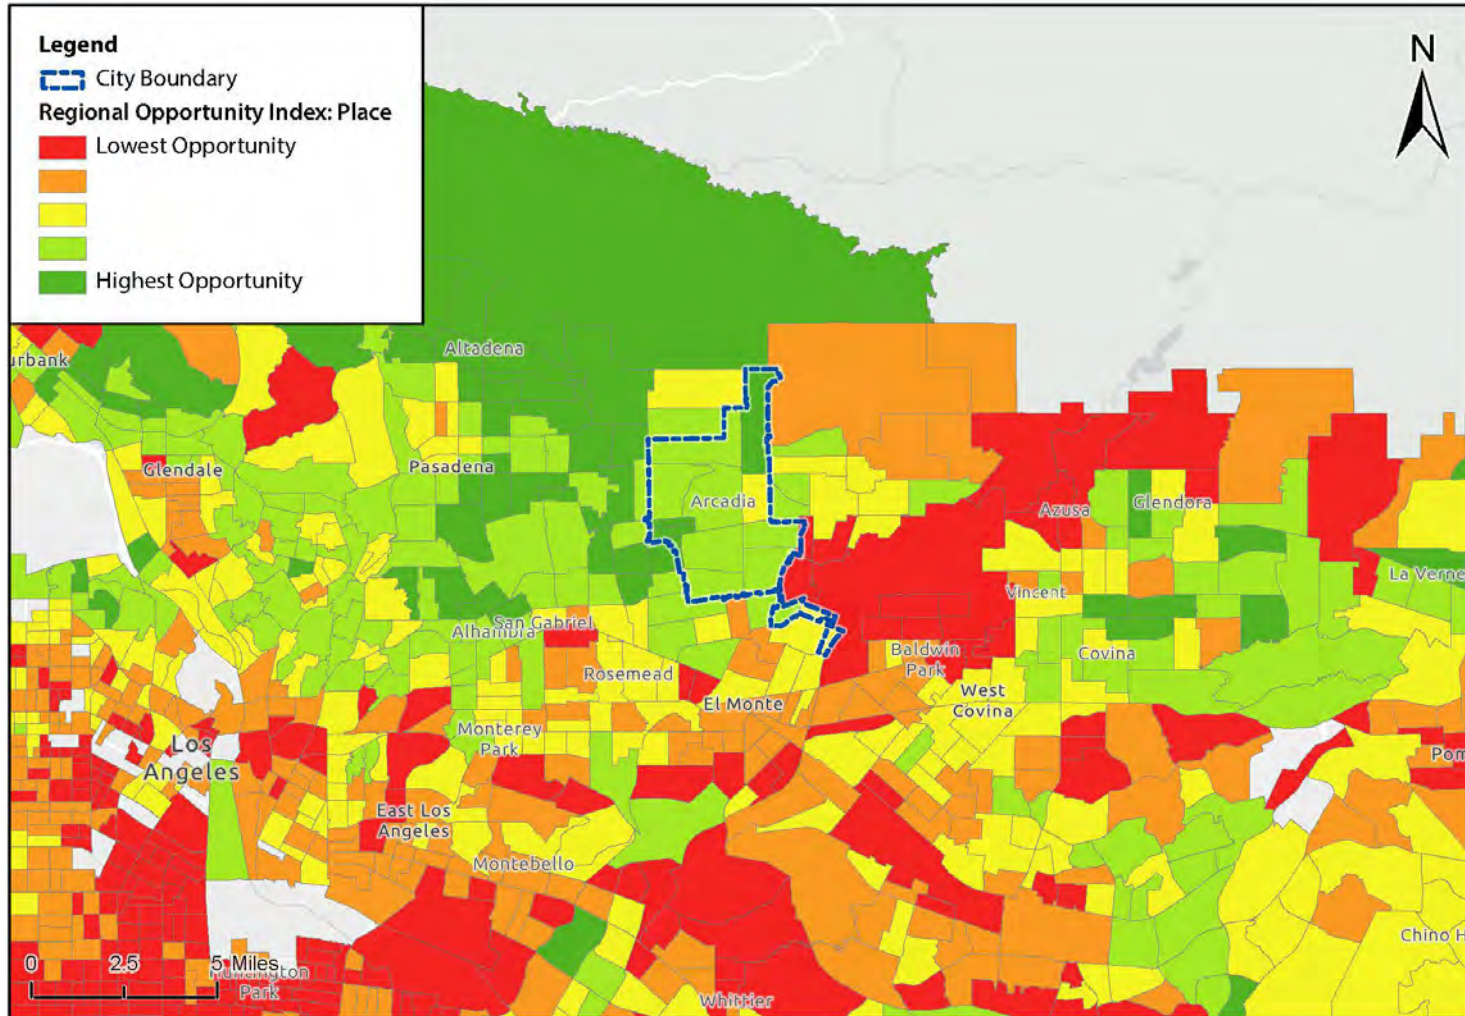 Legend
City Boundary
Regional Opportunity Index: Place
Lowest Opportunity
Highest Opportunity
N
Altadena
urbank
Glendale
Pasadena
Arcadia
Azusa
Glendora
La Verne
Vincent
San Gabriel
Alhambra
Rosemead
Baldwin
Park
Covina
El Monte
West
Covina
Monterey
Park
Los
Angeles
Pom
East Los
Angeles
Montebello
Chino H
0 2.5 5 Miles
Huntington
Park
Whittier